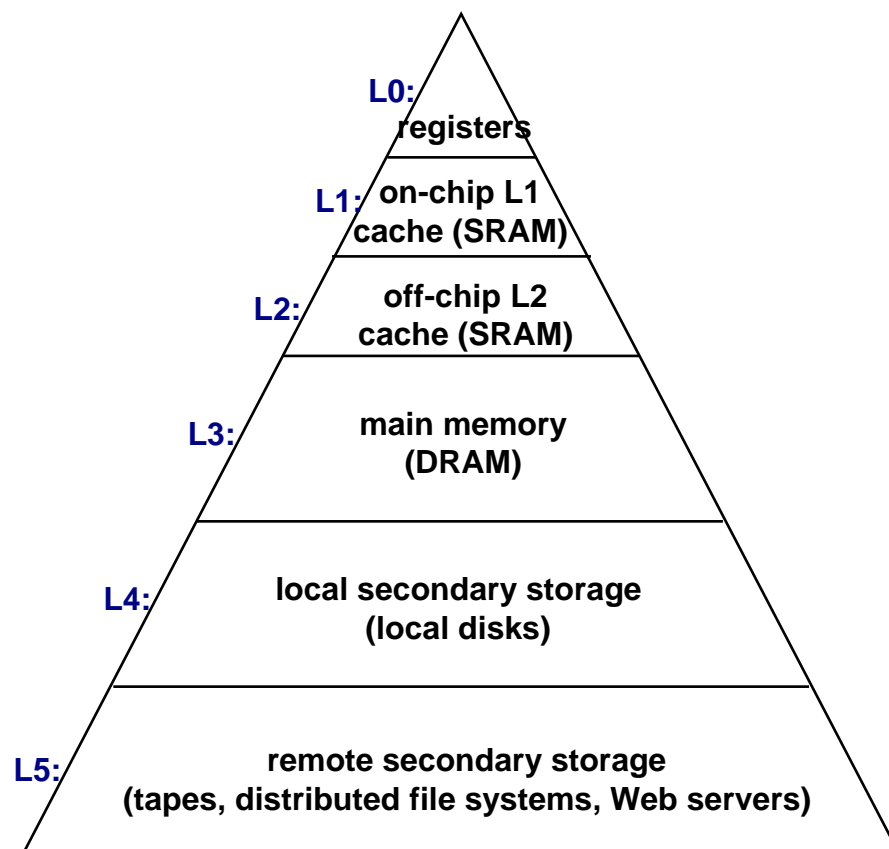 L0:
registers
L1:
on-chip L1
cache (SRAM)
L2:
off-chip L2
cache (SRAM)
L3:
main memory
(DRAM)
L4:
local secondary storage
(local disks)
L5:
remote secondary storage
(tapes, distributed file systems, Web servers)